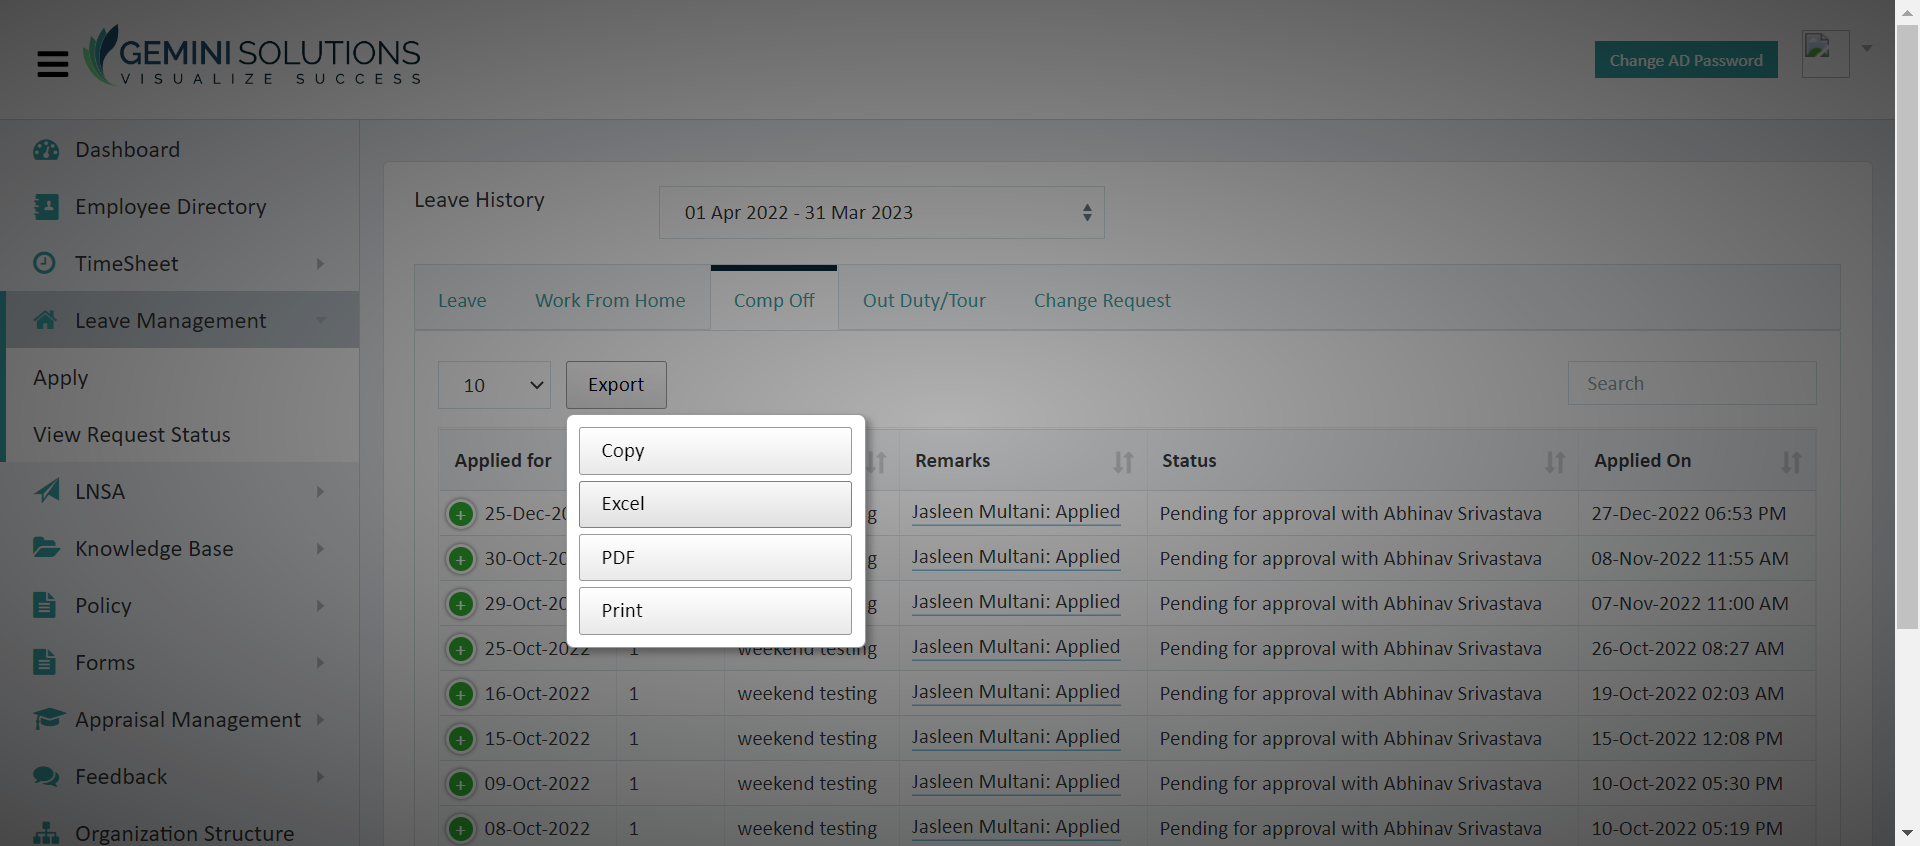 GEMINI SOLUTIONS
VISUALIZE SUCCESS
Change AD Password
Dashboard
Employee Directory
TimeSheet
Leave Management
Apply
View Request Status
LNSA
Knowledge Base
Policy
Forms
Appraisal Management
Feedback
Organization Structure
Leave History
01 Apr 2022 - 31 Mar 2023
Leave Work From Home Comp Off Out Duty/Tour Change Request
10 Export Search
Copy
Excel
PDF
Print
Applied for Remarks Status Applied On
25-Dec-20 g Jasleen Multani: Applied Pending for approval with Abhinav Srivastava 27-Dec-2022 06:53 PM
30-Oct-20 g Jasleen Multani: Applied Pending for approval with Abhinav Srivastava 08-Nov-2022 11:55 AM
29-Oct-20 g Jasleen Multani: Applied Pending for approval with Abhinav Srivastava 07-Nov-2022 11:00 AM
25-Oct-2022 1 weekend testing Jasleen Multani: Applied Pending for approval with Abhinav Srivastava 26-Oct-2022 08:27 AM
16-Oct-2022 1 weekend testing Jasleen Multani: Applied Pending for approval with Abhinav Srivastava 19-Oct-2022 02:03 AM
15-Oct-2022 1 weekend testing Jasleen Multani: Applied Pending for approval with Abhinav Srivastava 15-Oct-2022 12:08 PM
09-Oct-2022 1 weekend testing Jasleen Multani: Applied Pending for approval with Abhinav Srivastava 10-Oct-2022 05:30 PM
08-Oct-2022 1 weekend testing Jasleen Multani: Applied Pending for approval with Abhinav Srivastava 10-Oct-2022 05:19 PM